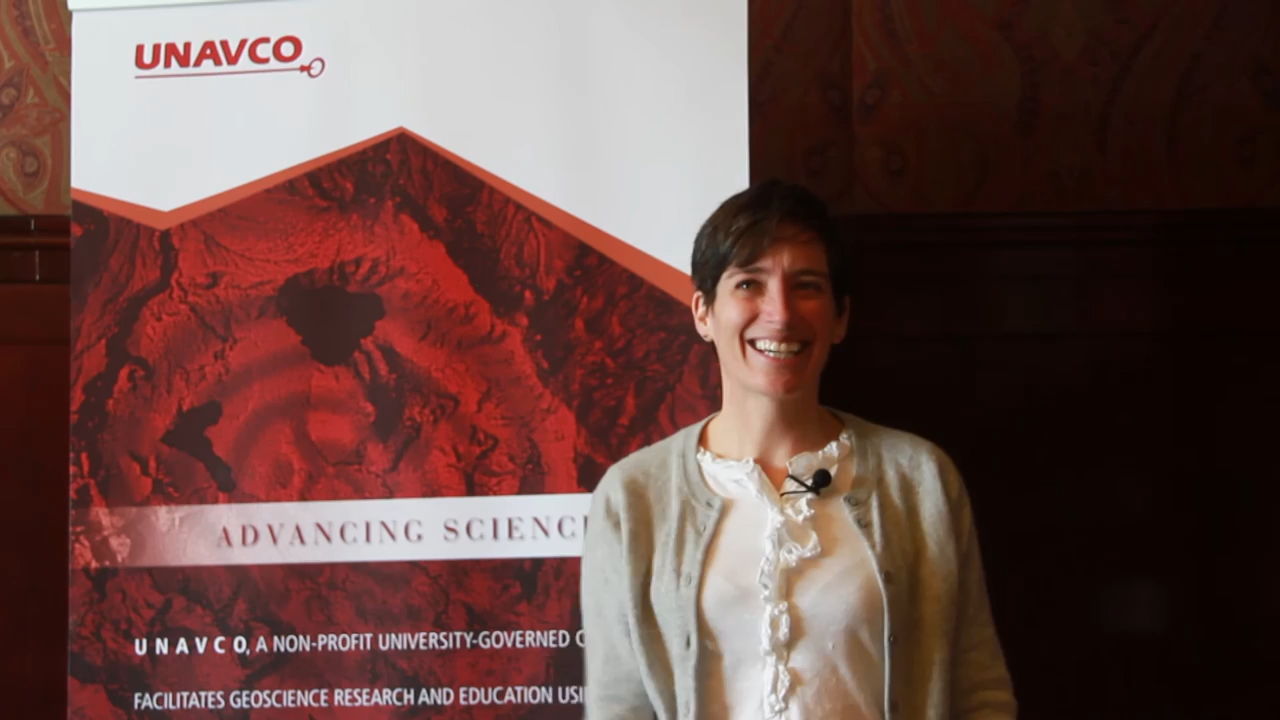 UNAVCO
ADVANCING SCIENC
UNAVCO, A NON-PROFIT UNIVERSITY-GOVERNED
FACILITATES GEOSCIENCE RESEARCH AND EDUCATION USI